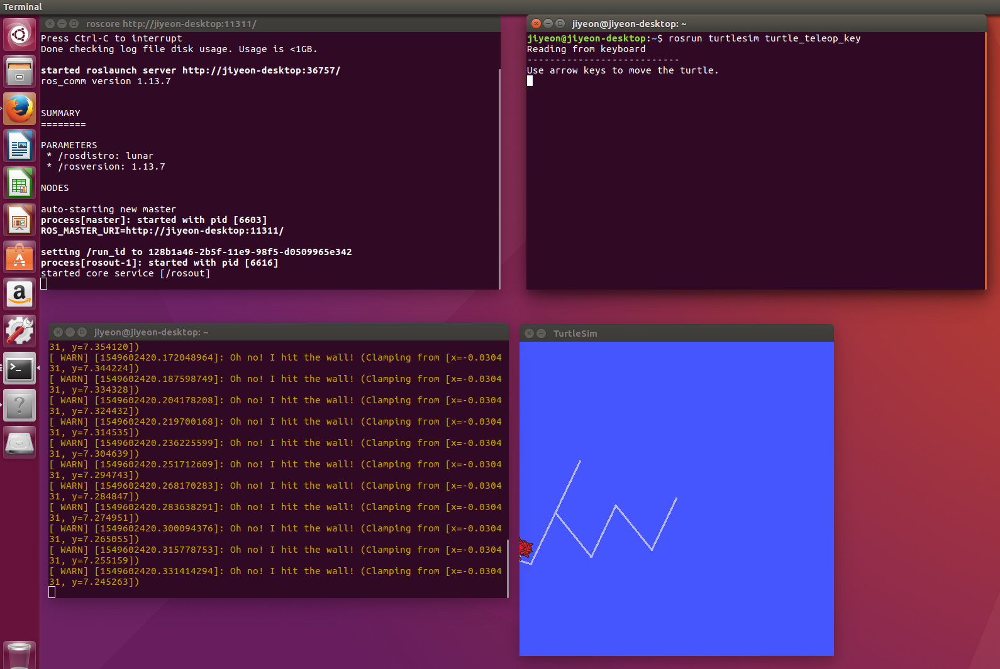 Terminal
roscore http://jiyeon-desktop:11311/
Press Ctrl-C to interrupt
Done checking log file disk usage. Usage is <1GB.
started roslaunch server http://jiyeon-desktop:36757/
ros_comm version 1.13.7
SUMMARY
========
PARAMETERS
* /rosdistro: lunar
* /rosversion: 1.13.7
NODES
auto-starting new master
process[master]: started with pid [6603]
ROS_MASTER_URI=http://jiyeon-desktop:11311/
setting /run_id to 128b1a46-2b5f-11e9-98f5-d0509965e342
process[rosout-1]: started with pid [6616]
started core service [/rosout]
jiyeon@jiyeon-desktop: ~
jiyeon@jiyeon-desktop:~$ rosrun turtlesim turtle_teleop_key
Reading from keyboard
---------------------------
Use arrow keys to move the turtle.
jiyeon@jiyeon-desktop: ~
31, y=7.354120])
[ WARN] [1549602420.172048964]: Oh no! I hit the wall! (Clamping from [x=-0.0304
31, y=7.344224])
[ WARN] [1549602420.187598749]: Oh no! I hit the wall! (Clamping from [x=-0.0304
31, y=7.334328])
[ WARN] [1549602420.204178208]: Oh no! I hit the wall! (Clamping from [x=-0.0304
31, y=7.324432])
[ WARN] [1549602420.219700168]: Oh no! I hit the wall! (Clamping from [x=-0.0304
31, y=7.314535])
[ WARN] [1549602420.236225599]: Oh no! I hit the wall! (Clamping from [x=-0.0304
31, y=7.304639])
[ WARN] [1549602420.251712609]: Oh no! I hit the wall! (Clamping from [x=-0.0304
31, y=7.294743])
[ WARN] [1549602420.268170283]: Oh no! I hit the wall! (Clamping from [x=-0.0304
31, y=7.284847])
[ WARN] [1549602420.283638291]: Oh no! I hit the wall! (Clamping from [x=-0.0304
31, y=7.274951])
[ WARN] [1549602420.300094376]: Oh no! I hit the wall! (Clamping from [x=-0.0304
31, y=7.265055])
[ WARN] [1549602420.315778753]: Oh no! I hit the wall! (Clamping from [x=-0.0304
31, y=7.255159])
[ WARN] [1549602420.331414294]: Oh no! I hit the wall! (Clamping from [x=-0.0304
31, y=7.245263])
TurtleSim